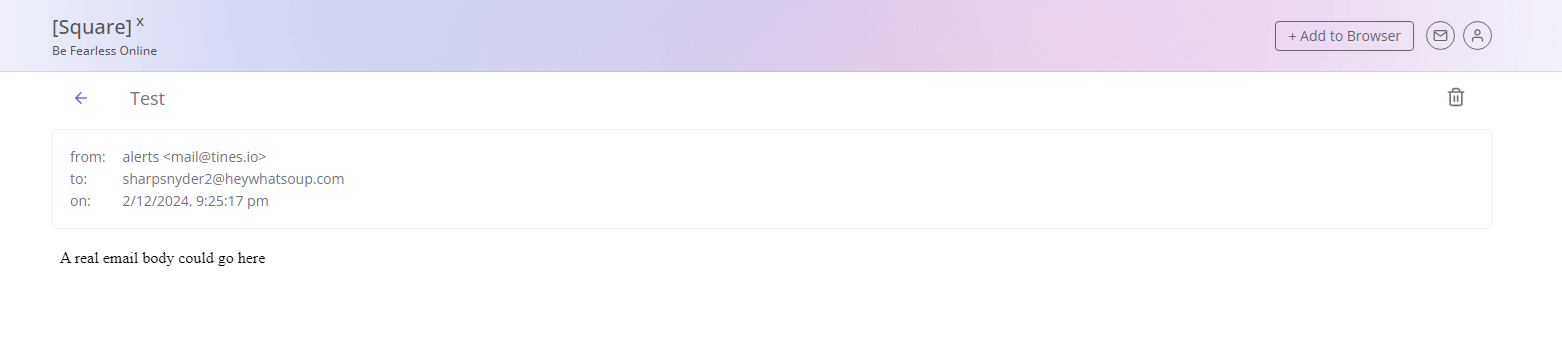 [Square] x
Be Fearless Online
+ Add to Browser
Test
from: alerts <mail@tines.io>
to: sharpsnyder2@heywhatsoup.com
on: 2/12/2024, 9:25:17 pm
A real email body could go here